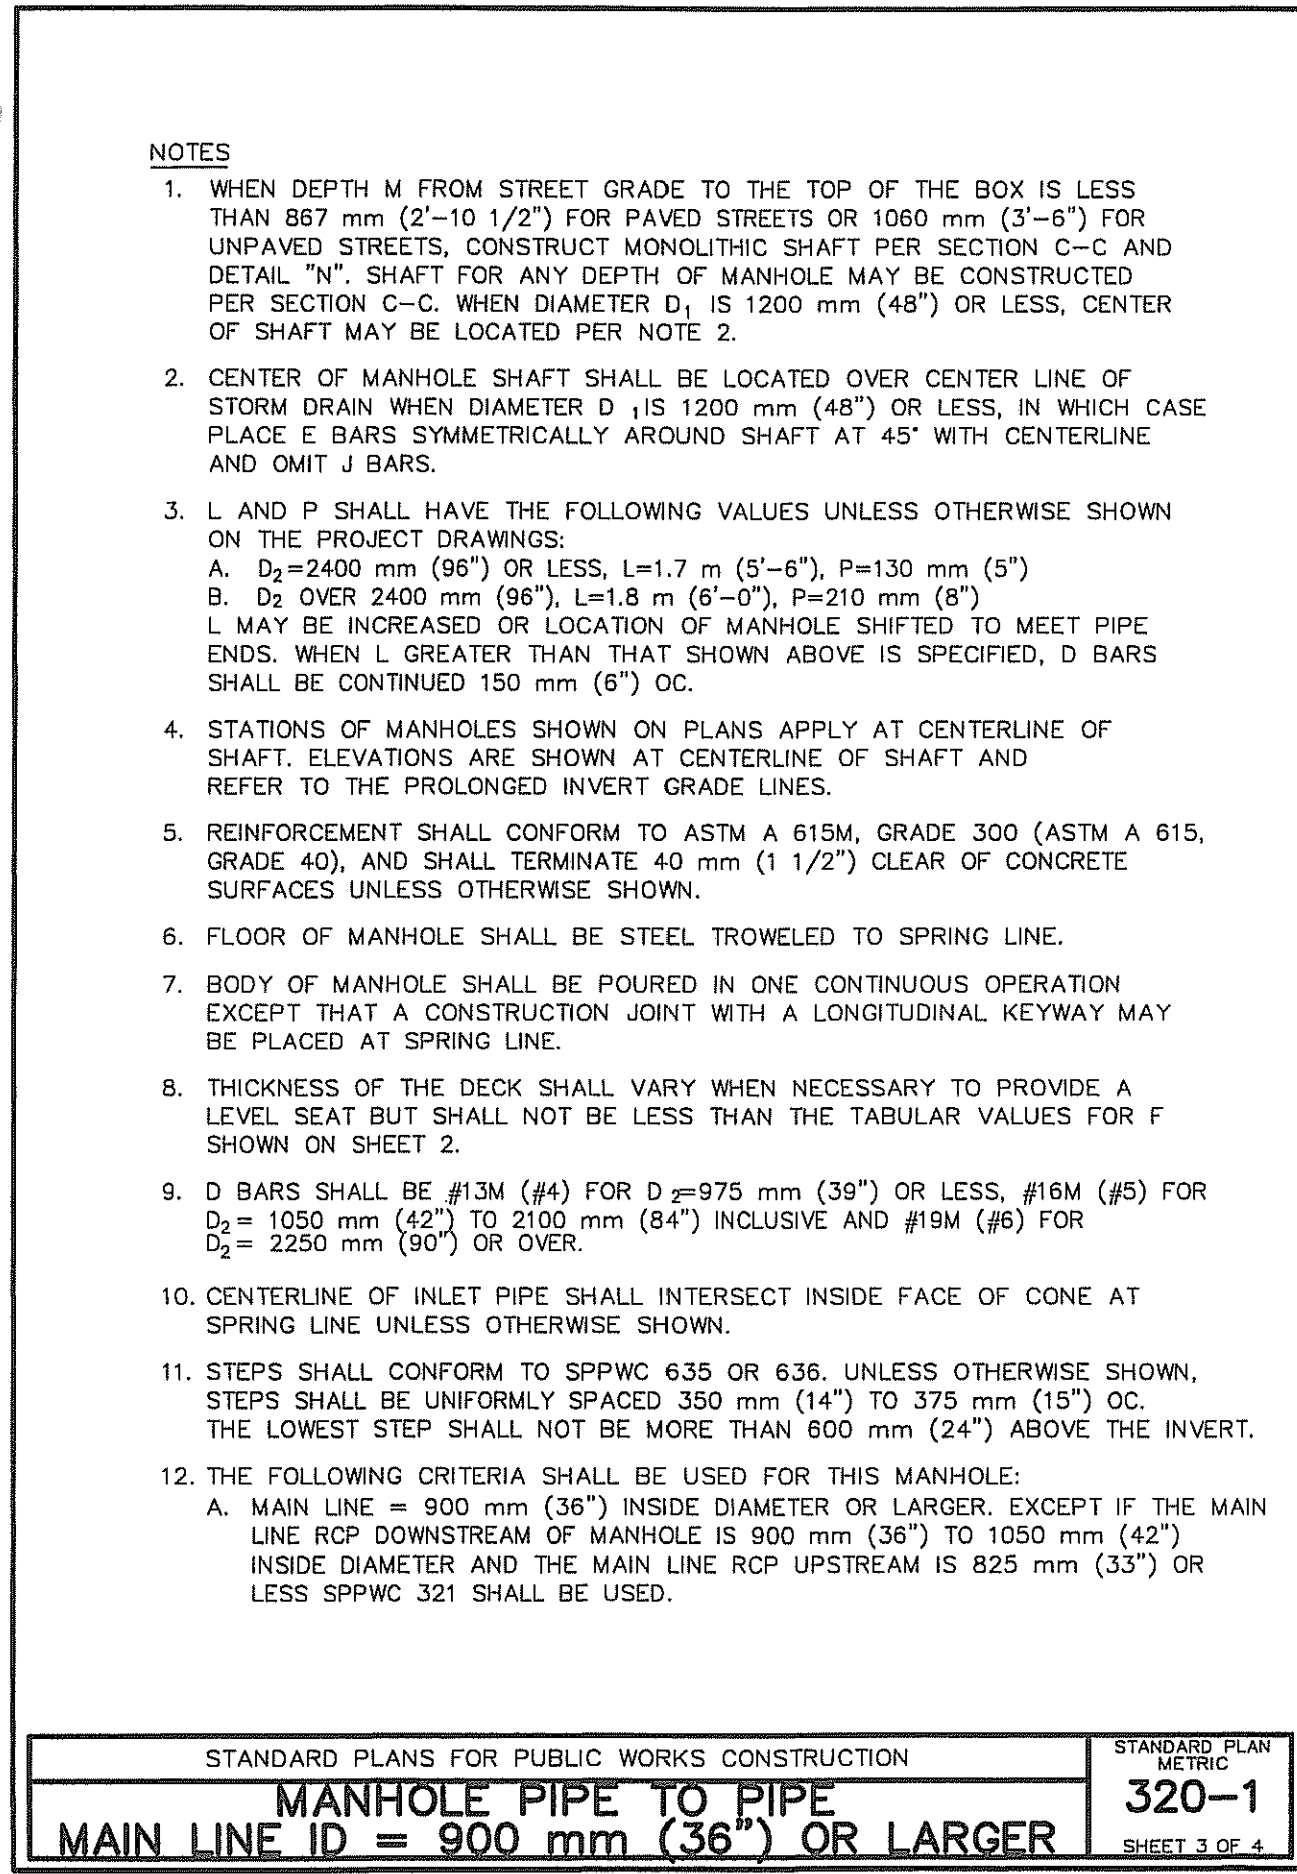 NOTES
1. WHEN DEPTH M FROM STREET GRADE TO THE TOP OF THE BOX IS LESS
THAN 867 mm (2'-10 1/2") FOR PAVED STREETS OR 1060 mm (3'-6") FOR
UNPAVED STREETS, CONSTRUCT MONOLITHIC SHAFT PER SECTION C-C AND
DETAIL "N". SHAFT FOR ANY DEPTH OF MANHOLE MAY BE CONSTRUCTED
PER SECTION C-C. WHEN DIAMETER D₁ IS 1200 mm (48") OR LESS, CENTER
OF SHAFT MAY BE LOCATED PER NOTE 2.
2. CENTER OF MANHOLE SHAFT SHALL BE LOCATED OVER CENTER LINE OF
STORM DRAIN WHEN DIAMETER D ₁IS 1200 mm (48") OR LESS, IN WHICH CASE
PLACE E BARS SYMMETRICALLY AROUND SHAFT AT 45° WITH CENTERLINE
AND OMIT J BARS.
3. L AND P SHALL HAVE THE FOLLOWING VALUES UNLESS OTHERWISE SHOWN
ON THE PROJECT DRAWINGS:
A. D₂=2400 mm (96") OR LESS, L=1.7 m (5'-6"), P=130 mm (5")
B. D₂ OVER 2400 mm (96"), L=1.8 m (6'-0"), P=210 mm (8")
L MAY BE INCREASED OR LOCATION OF MANHOLE SHIFTED TO MEET PIPE
ENDS. WHEN L GREATER THAN THAT SHOWN ABOVE IS SPECIFIED, D BARS
SHALL BE CONTINUED 150 mm (6") OC.
4. STATIONS OF MANHOLES SHOWN ON PLANS APPLY AT CENTERLINE OF
SHAFT. ELEVATIONS ARE SHOWN AT CENTERLINE OF SHAFT AND
REFER TO THE PROLONGED INVERT GRADE LINES.
5. REINFORCEMENT SHALL CONFORM TO ASTM A 615M, GRADE 300 (ASTM A 615,
GRADE 40), AND SHALL TERMINATE 40 mm (1 1/2") CLEAR OF CONCRETE
SURFACES UNLESS OTHERWISE SHOWN.
6. FLOOR OF MANHOLE SHALL BE STEEL TROWELED TO SPRING LINE.
7. BODY OF MANHOLE SHALL BE POURED IN ONE CONTINUOUS OPERATION
EXCEPT THAT A CONSTRUCTION JOINT WITH A LONGITUDINAL KEYWAY MAY
BE PLACED AT SPRING LINE.
8. THICKNESS OF THE DECK SHALL VARY WHEN NECESSARY TO PROVIDE A
LEVEL SEAT BUT SHALL NOT BE LESS THAN THE TABULAR VALUES FOR F
SHOWN ON SHEET 2.
9. D BARS SHALL BE #13M (#4) FOR D ₂=975 mm (39") OR LESS, #16M (#5) FOR
D₂= 1050 mm (42") TO 2100 mm (84") INCLUSIVE AND #19M (#6) FOR
D₂= 2250 mm (90") OR OVER.
10. CENTERLINE OF INLET PIPE SHALL INTERSECT INSIDE FACE OF CONE AT
SPRING LINE UNLESS OTHERWISE SHOWN.
11. STEPS SHALL CONFORM TO SPPWC 635 OR 636. UNLESS OTHERWISE SHOWN,
STEPS SHALL BE UNIFORMLY SPACED 350 mm (14") TO 375 mm (15") OC.
THE LOWEST STEP SHALL NOT BE MORE THAN 600 mm (24") ABOVE THE INVERT.
12. THE FOLLOWING CRITERIA SHALL BE USED FOR THIS MANHOLE:
A. MAIN LINE = 900 mm (36") INSIDE DIAMETER OR LARGER. EXCEPT IF THE MAIN
LINE RCP DOWNSTREAM OF MANHOLE IS 900 mm (36") TO 1050 mm (42")
INSIDE DIAMETER AND THE MAIN LINE RCP UPSTREAM IS 825 mm (33") OR
LESS SPPWC 321 SHALL BE USED.
STANDARD PLANS FOR PUBLIC WORKS CONSTRUCTION
MANHOLE PIPE TO PIPE
MAIN LINE ID = 900 mm (36") OR LARGER
STANDARD PLAN
METRIC
320-1
SHEET 3 OF 4